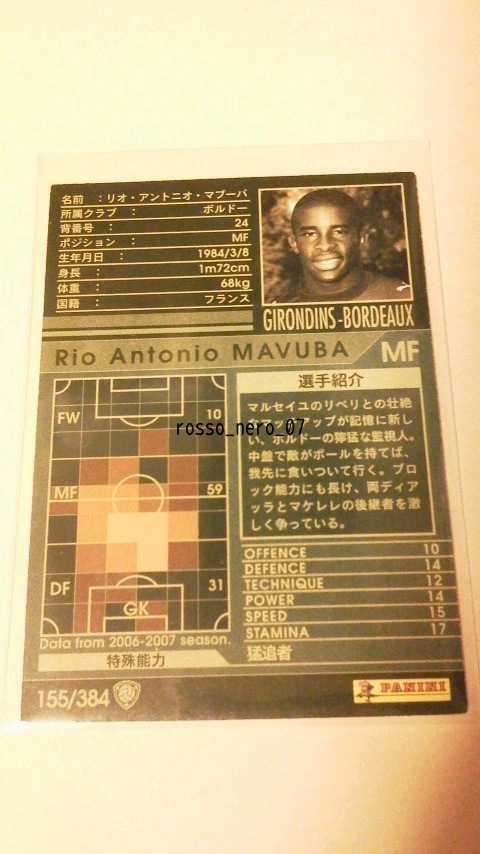 名前 ：リオ・アントニオ・マブーバ
所属クラブ ： ボルドー
背番号 ： 24
ポジション ： MF
生年月日 ： 1984/3/8
身長 ： 1m72cm
体重 ： 68kg
国籍 ： フランス
GIRONDINS-BORDEAUX
Rio Antonio MAVUBA MF
FW 10
MF 59
DF 31
GK
Data from 2006-2007 season.
選手紹介
マルセイユのリベリとの壮絶
アップが記憶に新
しい、ボルドーの獰猛な監視人。
中盤で敵がボールを持てば、
我先に食いついて行く。ブロ
ック能力にも長け、両ディア
ッラとマケレレの後継者を激
しく争っている。
rosso_nero_07
OFFENCE 10
DEFENCE 14
TECHNIQUE 12
POWER 14
SPEED 15
STAMINA 17
特殊能力 猛追者
155/384
PANINI